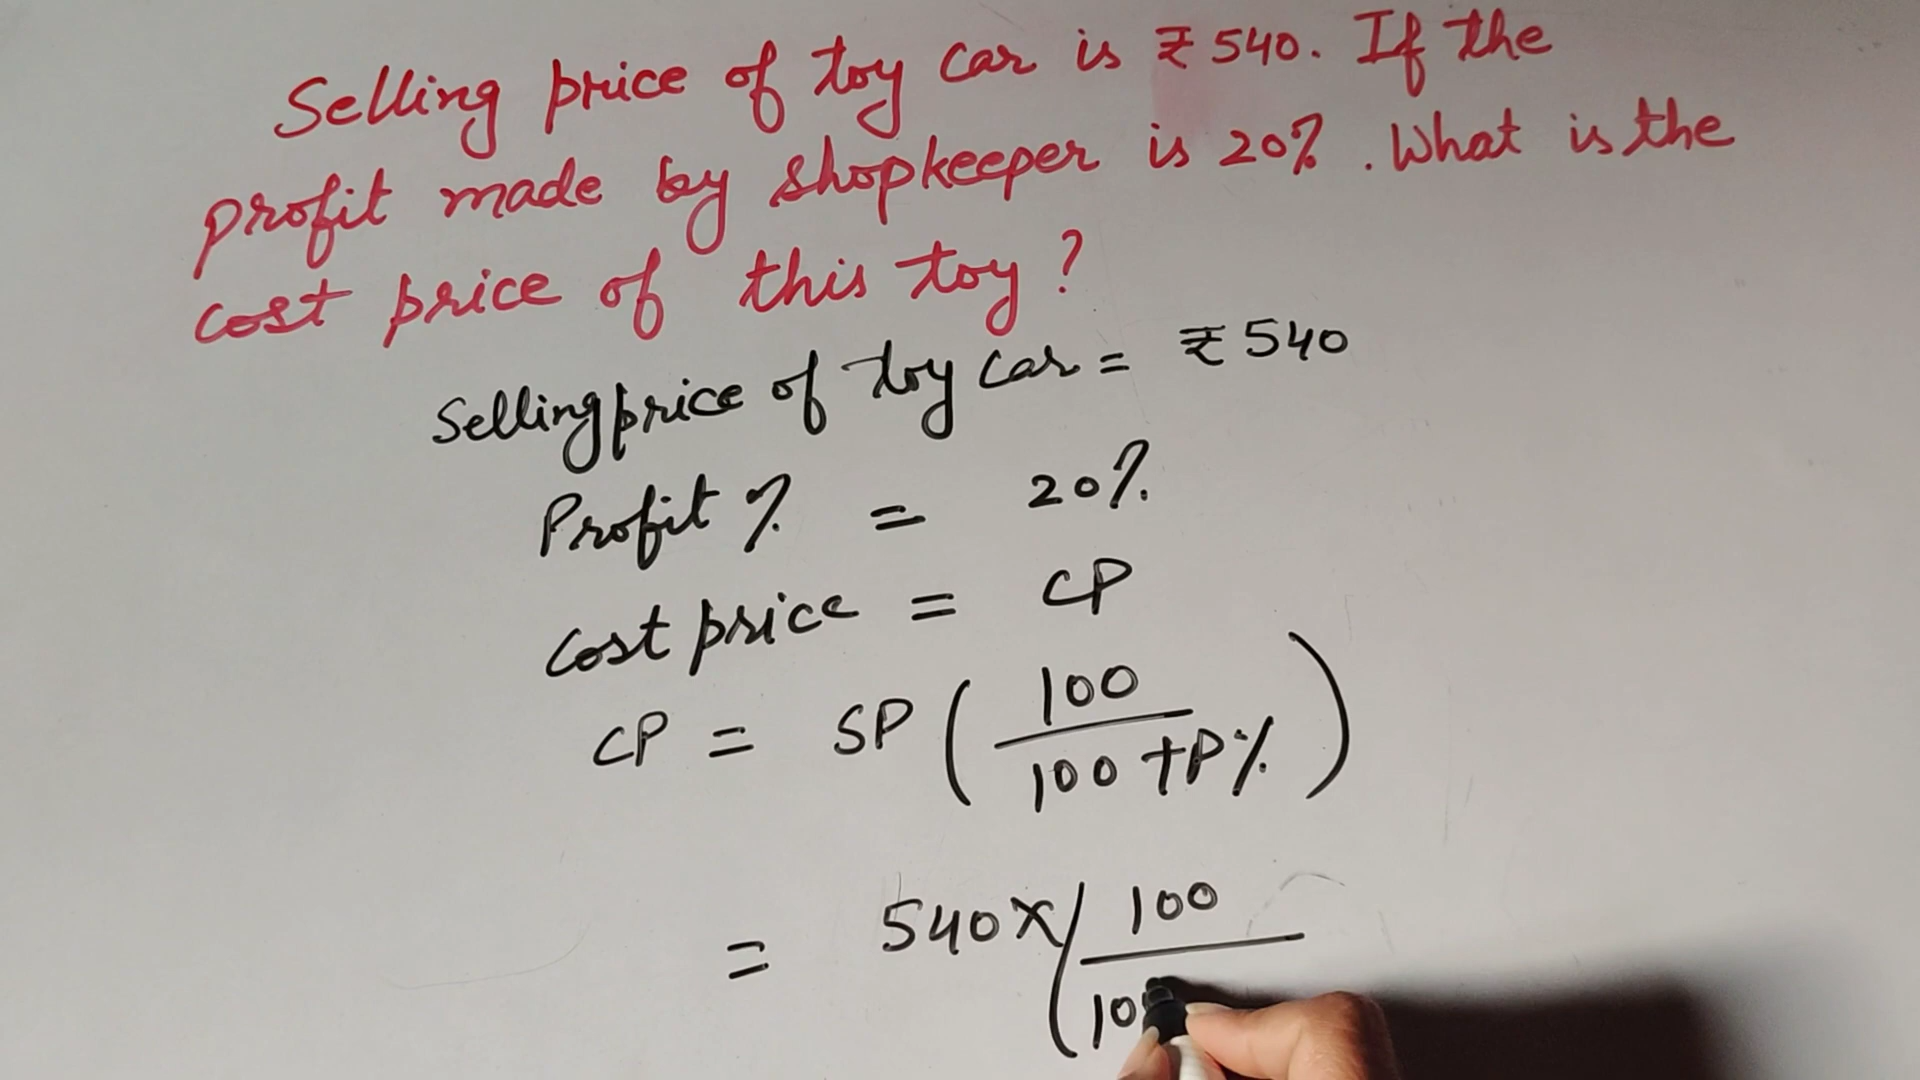 Selling price of toy car is ₹ 540. If the
profit made by shopkeeper is 20% . What is the
cost price of this toy?
Selling price of toy car = ₹ 540
Profit % = 20%
Cost price = CP
CP = SP ( 100 / 100 + P% )
= 540 x ( 100 / 10